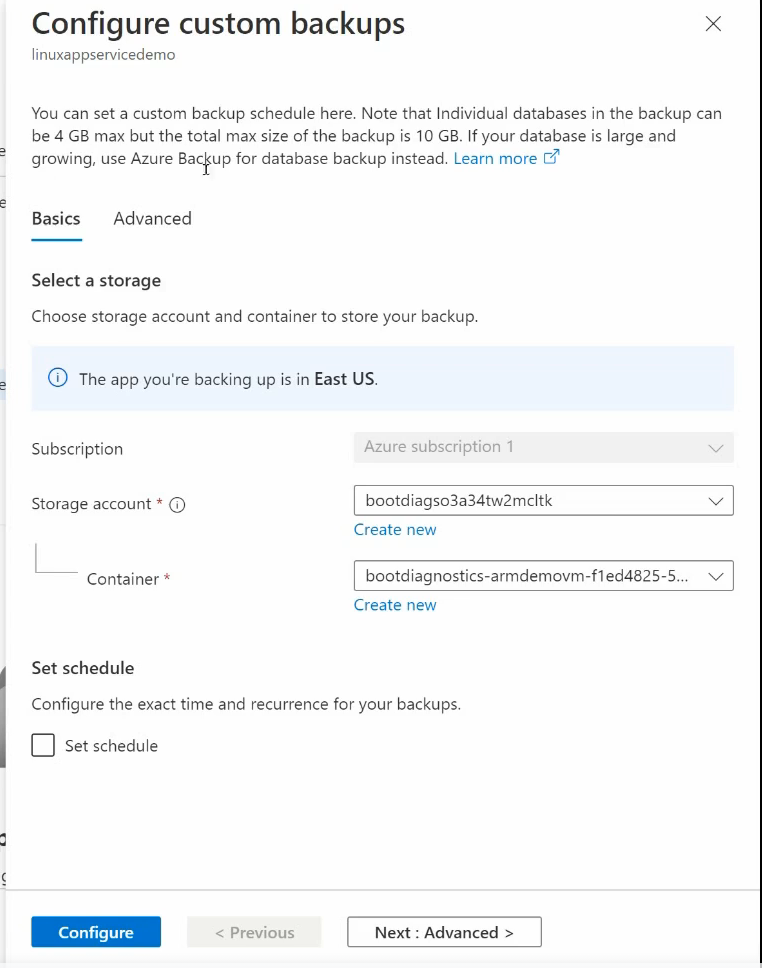 Configure custom backups
linuxappservicedemo
You can set a custom backup schedule here. Note that Individual databases in the backup can
be 4 GB max but the total max size of the backup is 10 GB. If your database is large and
growing, use Azure Backup for database backup instead. Learn more
Basics Advanced
Select a storage
Choose storage account and container to store your backup.
The app you're backing up is in East US.
Subscription Azure subscription 1
Storage account * bootdiagso3a34tw2mcltk
Create new
Container * bootdiagnostics-armdemovm-f1ed4825-5...
Create new
Set schedule
Configure the exact time and recurrence for your backups.
Set schedule
Configure < Previous Next : Advanced >